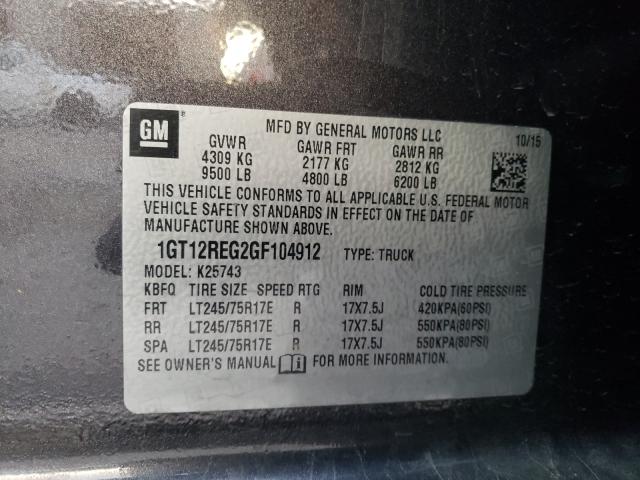 GM
MFD BY GENERAL MOTORS LLC
10/15
GVWR GAWR FRT GAWR RR
4309 KG 2177 KG 2812 KG
9500 LB 4800 LB 6200 LB
THIS VEHICLE CONFORMS TO ALL APPLICABLE U.S. FEDERAL MOTOR
VEHICLE SAFETY STANDARDS IN EFFECT ON THE DATE OF
MANUFACTURE SHOWN ABOVE.
1GT12REG2GF104912 TYPE: TRUCK
MODEL: K25743
KBFQ TIRE SIZE SPEED RTG RIM COLD TIRE PRESSURE
FRT LT245/75R17E R 17X7.5J 420KPA(60PSI)
RR LT245/75R17E R 17X7.5J 550KPA(80PSI)
SPA LT245/75R17E R 17X7.5J 550KPA(80PSI)
SEE OWNER'S MANUAL i FOR MORE INFORMATION.